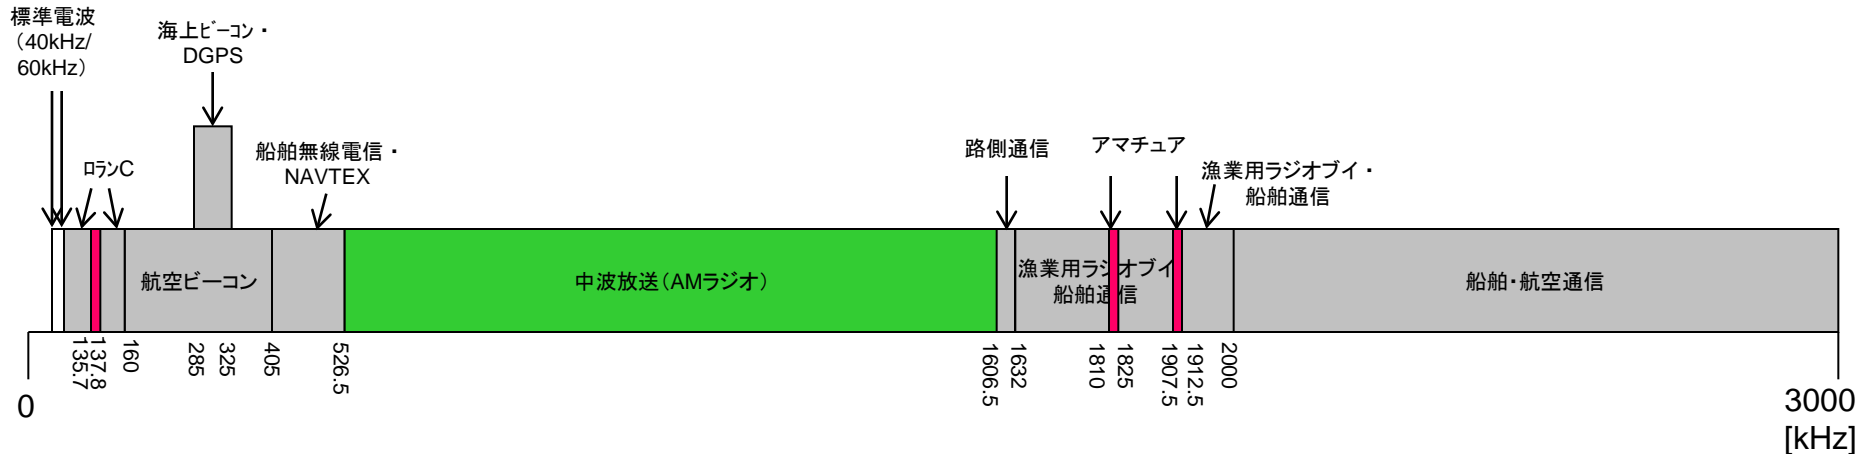 標準電波
（40kHz/
60kHz）
海上ﾋﾞｰｺﾝ・
DGPS
ﾛﾗﾝC
船舶無線電信・
NAVTEX
路側通信
アマチュア
漁業用ラジオブイ・
船舶通信
航空ビーコン
中波放送（AMラジオ）
漁業用ラジオブイ
船舶通信
船舶・航空通信
135.7
137.8
160
285
325
405
526.5
1606.5
1632
1810
1825
1907.5
1912.5
2000
0
3000
[kHz]